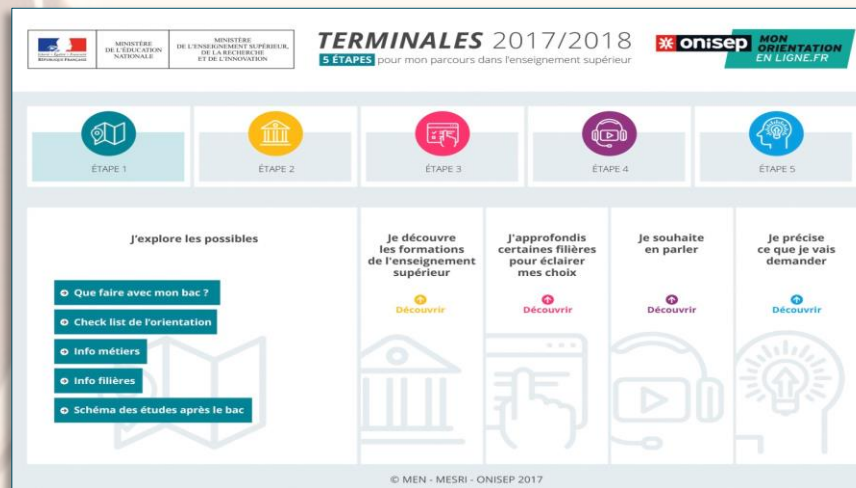 MINISTÈRE
DE L'ÉDUCATION
NATIONALE
MINISTÈRE
DE L'ENSEIGNEMENT SUPÉRIEUR,
DE LA RECHERCHE
ET DE L'INNOVATION
RÉPUBLIQUE FRANÇAISE
TERMINALES 2017/2018
5 ÉTAPES pour mon parcours dans l'enseignement supérieur
onisep
MON
ORIENTATION
EN LIGNE.FR
ÉTAPE 1
ÉTAPE 2
ÉTAPE 3
ÉTAPE 4
ÉTAPE 5
J'explore les possibles
Que faire avec mon bac ?
Check list de l'orientation
Info métiers
Info filières
Schéma des études après le bac
Je découvre
les formations
de l'enseignement
supérieur
Découvrir
J'approfondis
certaines filières
pour éclairer
mes choix
Découvrir
Je souhaite
en parler
Découvrir
Je précise
ce que je vais
demander
Découvrir
© MEN - MESRI - ONISEP 2017